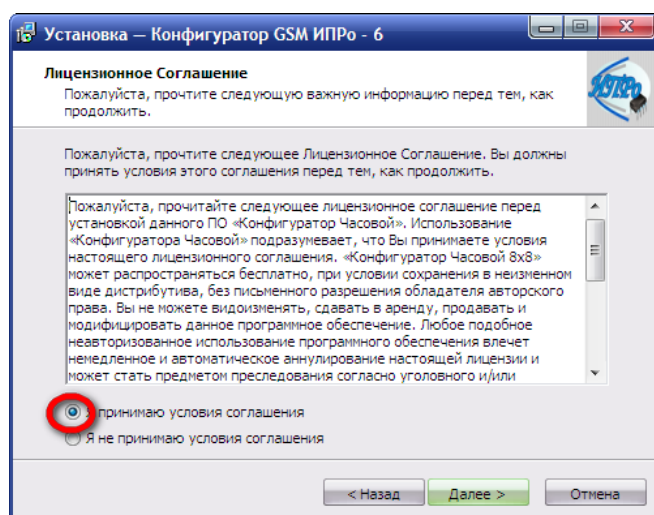 Установка — Конфигуратор GSM ИПРо - 6
Лицензионное Соглашение
Пожалуйста, прочтите следующую важную информацию перед тем, как
продолжить.
ИПРо
Пожалуйста, прочтите следующее Лицензионное Соглашение. Вы должны
принять условия этого соглашения перед тем, как продолжить.
Пожалуйста, прочитайте следующее лицензионное соглашение перед
установкой данного ПО «Конфигуратор Часовой». Использование
«Конфигуратора Часовой» подразумевает, что Вы принимаете условия
настоящего лицензионного соглашения. «Конфигуратор Часовой 8x8»
может распространяться бесплатно, при условии сохранения в неизменном
виде дистрибутива, без письменного разрешения обладателя авторского
права. Вы не можете видоизменять, сдавать в аренду, продавать и
модифицировать данное программное обеспечение. Любое подобное
неавторизованное использование программного обеспечения влечет
немедленное и автоматическое аннулирование настоящей лицензии и
может стать предметом преследования согласно уголовного и/или
Я принимаю условия соглашения
Я не принимаю условия соглашения
< Назад
Далее >
Отмена